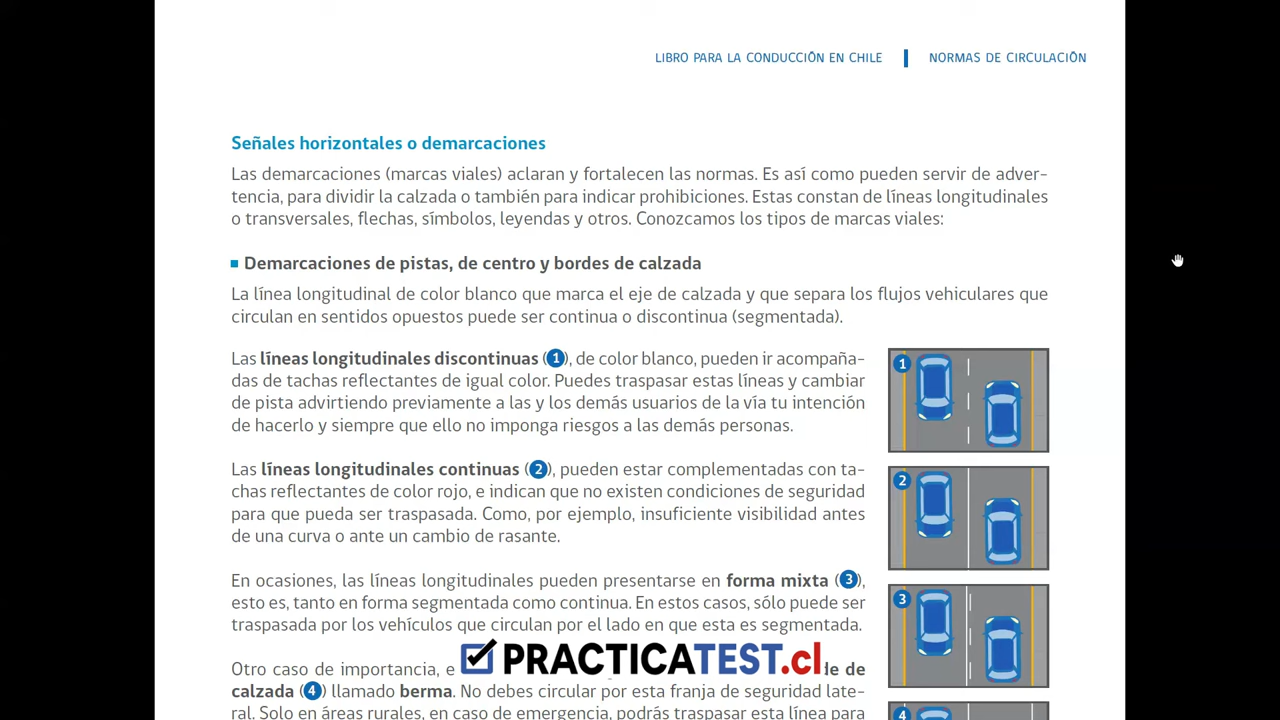 LIBRO PARA LA CONDUCCIÓN EN CHILE | NORMAS DE CIRCULACIÓN
Señales horizontales o demarcaciones
Las demarcaciones (marcas viales) aclaran y fortalecen las normas. Es así como pueden servir de adver-
tencia, para dividir la calzada o también para indicar prohibiciones. Estas constan de líneas longitudinales
o transversales, flechas, símbolos, leyendas y otros. Conozcamos los tipos de marcas viales:
Demarcaciones de pistas, de centro y bordes de calzada
La línea longitudinal de color blanco que marca el eje de calzada y que separa los flujos vehiculares que
circulan en sentidos opuestos puede ser continua o discontinua (segmentada).
Las líneas longitudinales discontinuas (1), de color blanco, pueden ir acompaña-
das de tachas reflectantes de igual color. Puedes traspasar estas líneas y cambiar
de pista advirtiendo previamente a las y los demás usuarios de la vía tu intención
de hacerlo y siempre que ello no imponga riesgos a las demás personas.
1
Las líneas longitudinales continuas (2), pueden estar complementadas con ta-
chas reflectantes de color rojo, e indican que no existen condiciones de seguridad
para que pueda ser traspasada. Como, por ejemplo, insuficiente visibilidad antes
de una curva o ante un cambio de rasante.
2
En ocasiones, las líneas longitudinales pueden presentarse en forma mixta (3),
esto es, tanto en forma segmentada como continua. En estos casos, sólo puede ser
traspasada por los vehículos que circulan por el lado en que esta es segmentada.
3
PRACTICATEST.cl
Otro caso de importancia, e de de
calzada (4) llamado berma. No debes circular por esta franja de seguridad late-
ral. Solo en áreas rurales, en caso de emergencia, podrás traspasar esta línea para
4